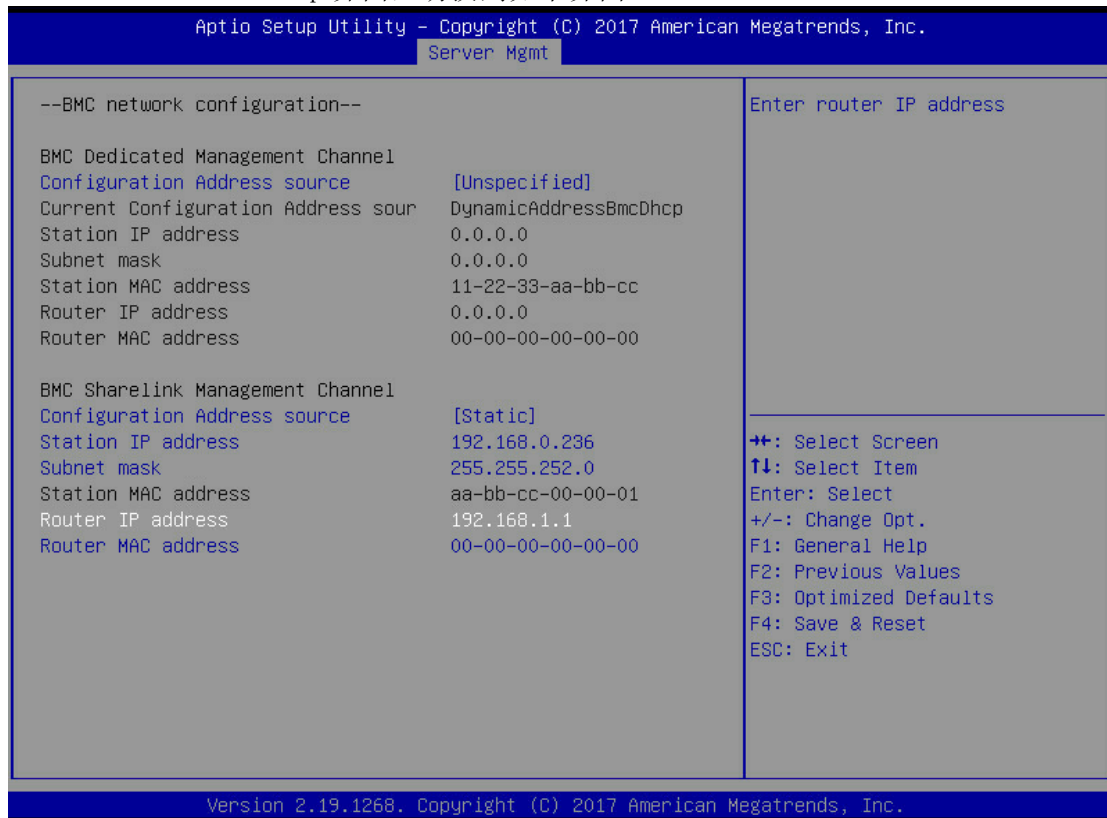 Aptio Setup Utility – Copyright (C) 2017 American Megatrends, Inc.
Server Mgmt
--BMC network configuration--
BMC Dedicated Management Channel
Configuration Address source [Unspecified]
Current Configuration Address sour DynamicAddressBmcDhcp
Station IP address 0.0.0.0
Subnet mask 0.0.0.0
Station MAC address 11-22-33-aa-bb-cc
Router IP address 0.0.0.0
Router MAC address 00-00-00-00-00-00
BMC Sharelink Management Channel
Configuration Address source [Static]
Station IP address 192.168.0.236
Subnet mask 255.255.252.0
Station MAC address aa-bb-cc-00-00-01
Router IP address 192.168.1.1
Router MAC address 00-00-00-00-00-00
Enter router IP address
→←: Select Screen
↑↓: Select Item
Enter: Select
+/-: Change Opt.
F1: General Help
F2: Previous Values
F3: Optimized Defaults
F4: Save & Reset
ESC: Exit
Version 2.19.1268. Copyright (C) 2017 American Megatrends, Inc.